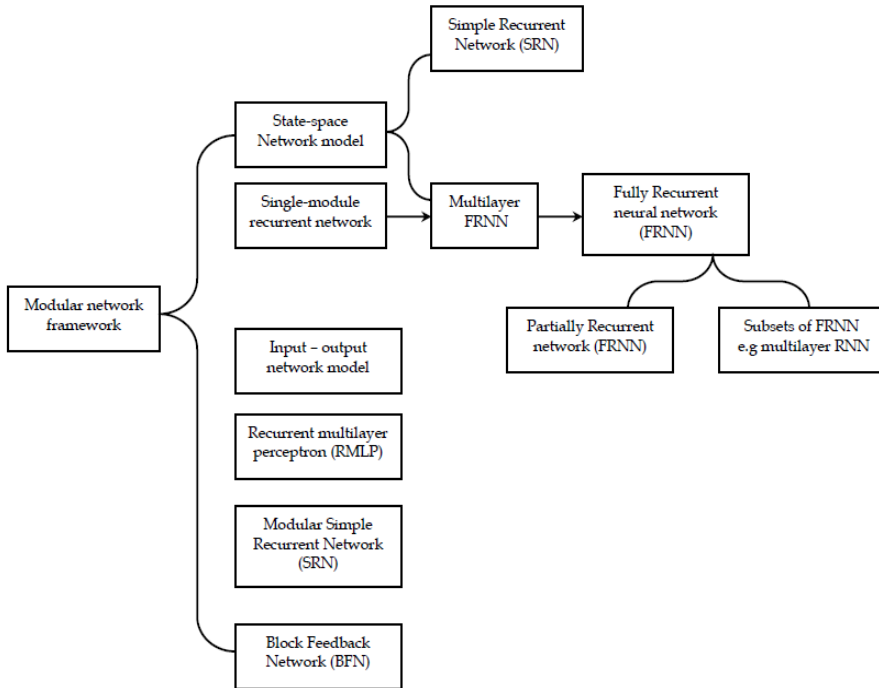 Simple Recurrent
Network (SRN)
State-space
Network model
Single-module
recurrent network
Multilayer
FRNN
Fully Recurrent
neural network
(FRNN)
Modular network
framework
Partially Recurrent
network (FRNN)
Subsets of FRNN
e.g multilayer RNN
Input – output
network model
Recurrent multilayer
perceptron (RMLP)
Modular Simple
Recurrent Network
(SRN)
Block Feedback
Network (BFN)